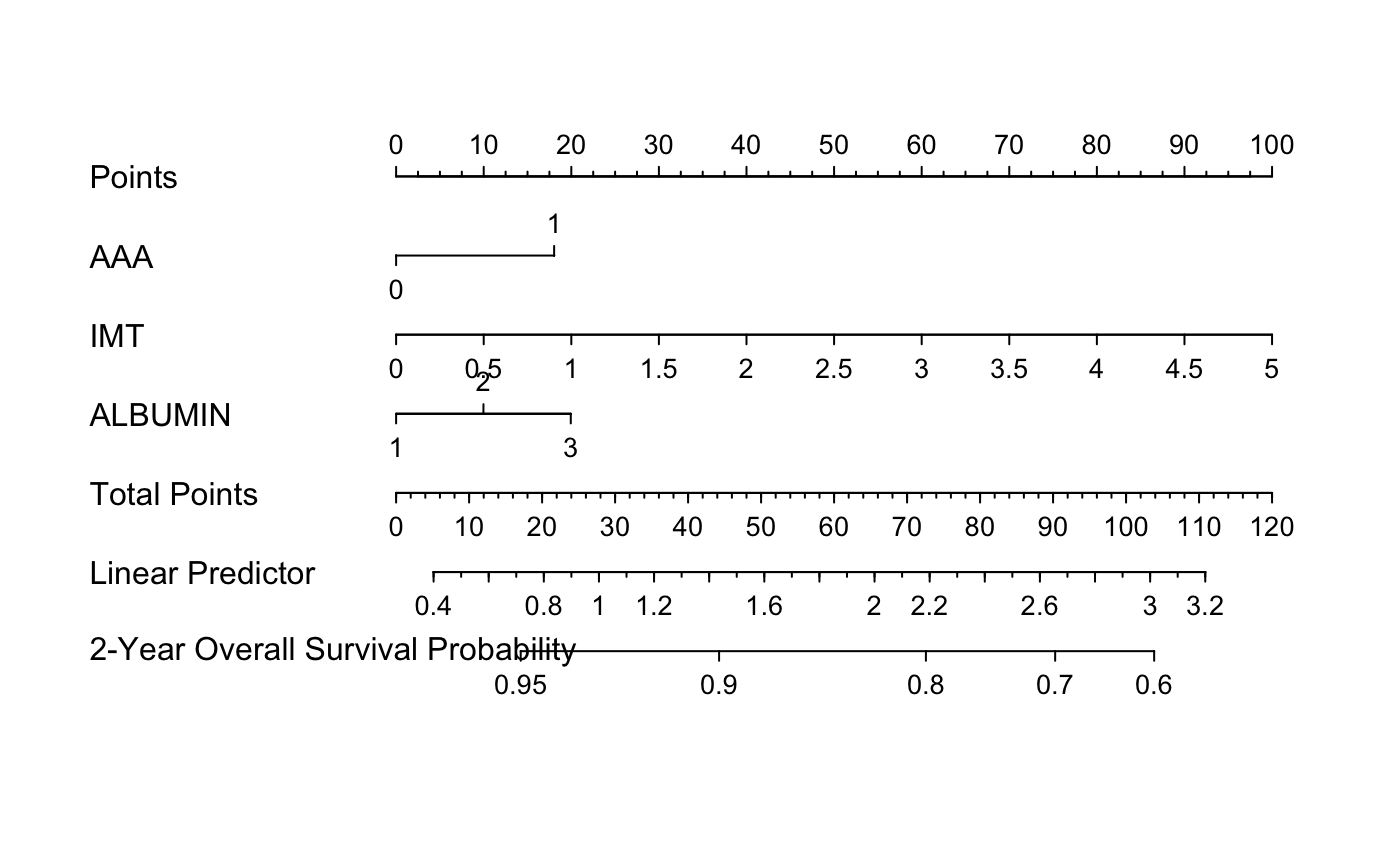 0 10 20 30 40 50 60 70 80 90 100
Points
1
AAA
0
IMT
0 0.5 1 1.5 2 2.5 3 3.5 4 4.5 5
2
ALBUMIN
1 3
Total Points
0 10 20 30 40 50 60 70 80 90 100 110 120
Linear Predictor
0.4 0.8 1 1.2 1.6 2 2.2 2.6 3 3.2
2-Year Overall Survival Probability
0.95 0.9 0.8 0.7 0.6